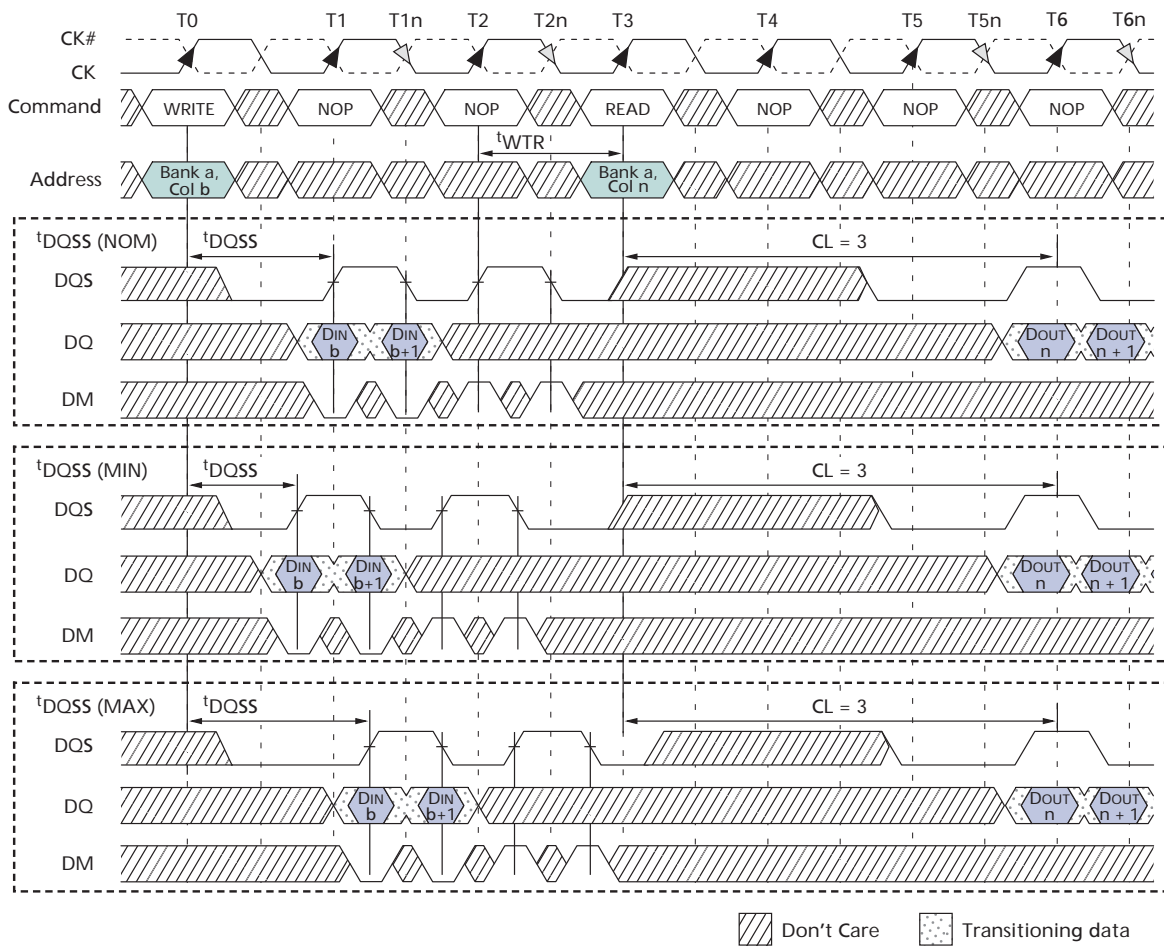 T0 T1 T1n T2 T2n T3 T4 T5 T5n T6 T6n
CK#
CK
Command WRITE NOP NOP READ NOP NOP NOP
tWTR
Address Bank a, Col b Bank a, Col n
tDQSS (NOM) tDQSS CL = 3
DQS
DQ DIN b DIN b+1 DOUT n DOUT n + 1
DM
tDQSS (MIN) tDQSS CL = 3
DQS
DQ DIN b DIN b+1 DOUT n DOUT n + 1
DM
tDQSS (MAX) tDQSS CL = 3
DQS
DQ DIN b DIN b+1 DOUT n DOUT n + 1
DM
Don't Care Transitioning data